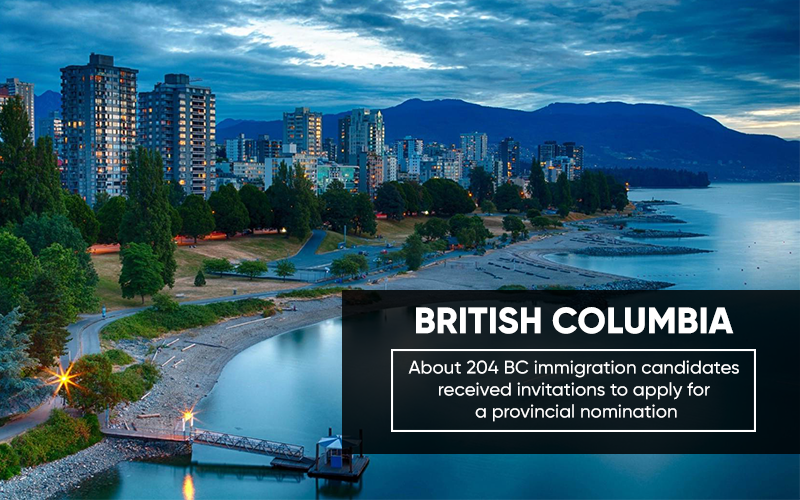 BRITISH COLUMBIA
About 204 BC immigration candidates
received invitations to apply for
a provincial nomination